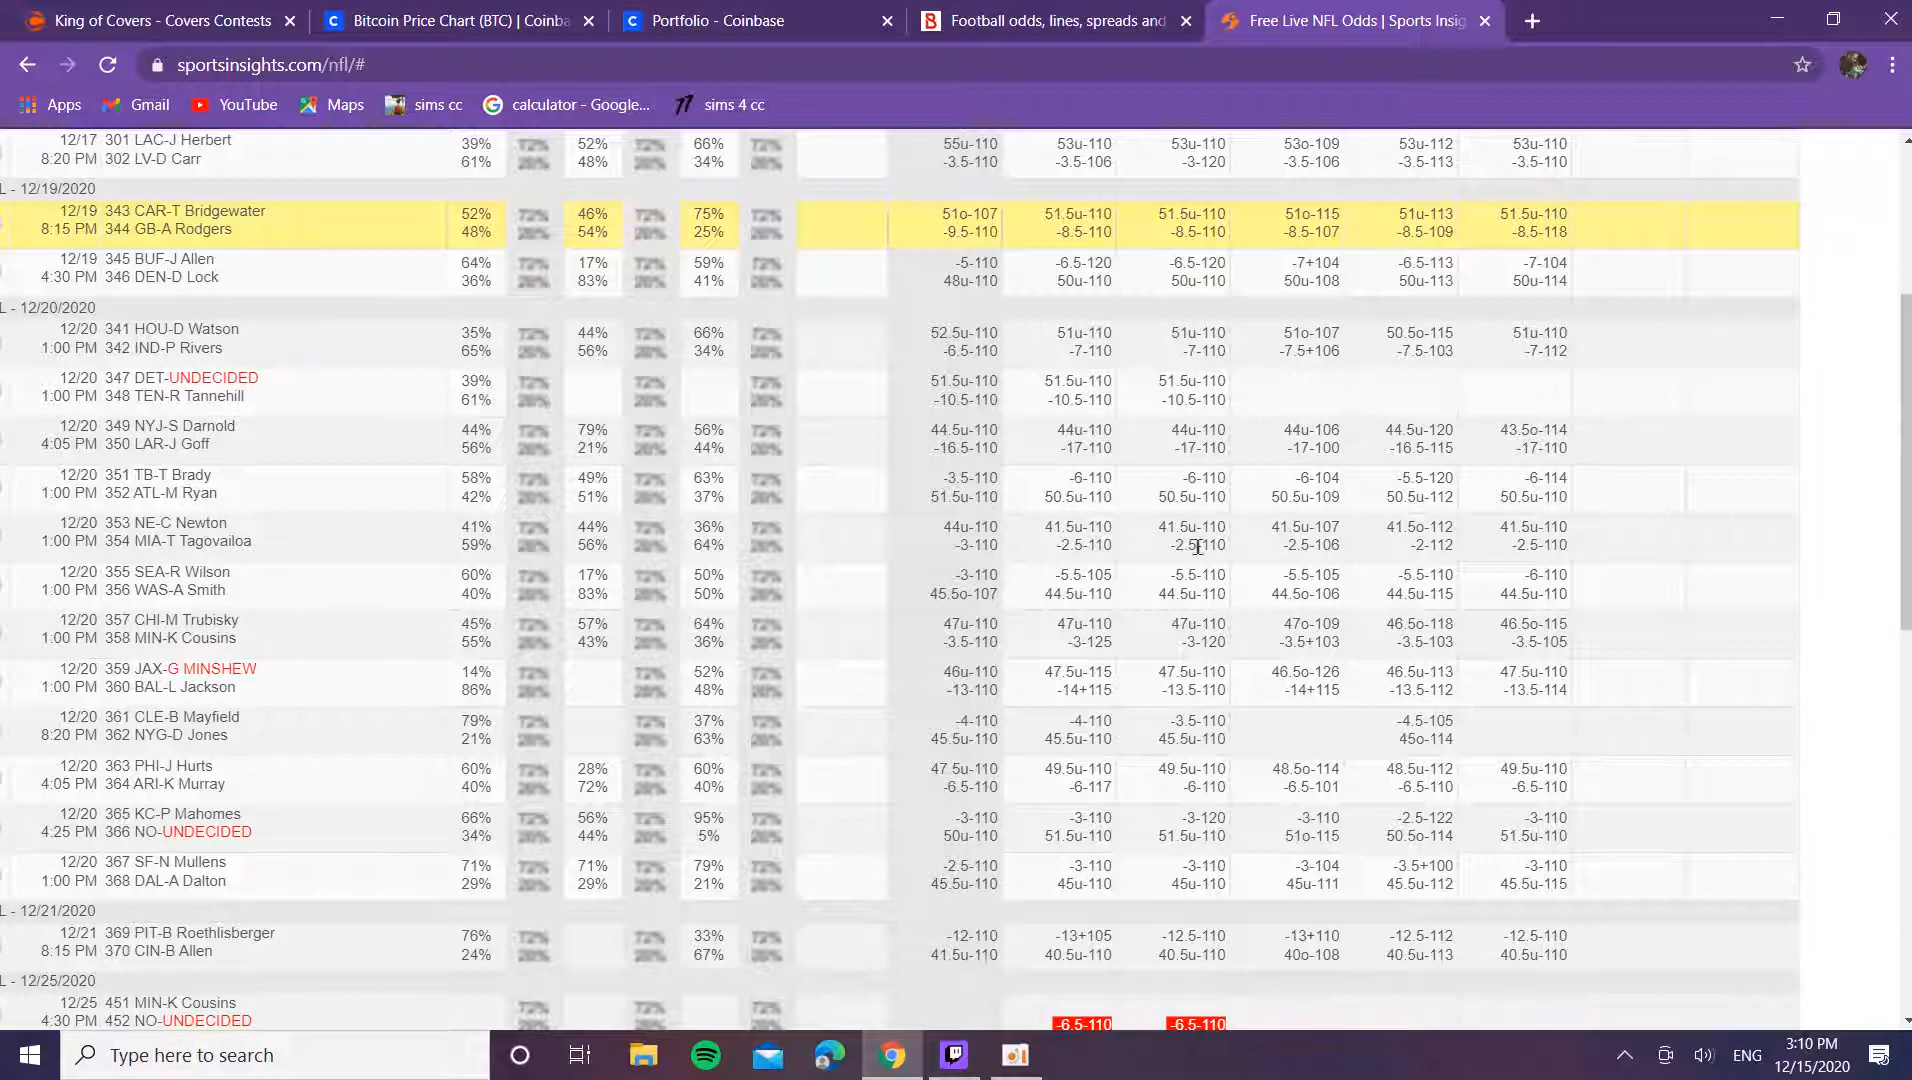 King of Covers - Covers Contests
Bitcoin Price Chart (BTC) | Coinba
Portfolio - Coinbase
Football odds, lines, spreads and
Free Live NFL Odds | Sports Insig
sportsinsights.com/nfl/#
Apps Gmail YouTube Maps sims cc calculator - Google... sims 4 cc
12/17 301 LAC-J Herbert 39% 52% 66% 55u-110 53u-110 53u-110 53o-109 53u-112 53u-110
8:20 PM 302 LV-D Carr 61% 48% 34% -3.5-110 -3.5-106 -3-120 -3.5-106 -3.5-113 -3.5-110
L - 12/19/2020
12/19 343 CAR-T Bridgewater 52% 46% 75% 51o-107 51.5u-110 51.5u-110 51o-115 51u-113 51.5u-110
8:15 PM 344 GB-A Rodgers 48% 54% 25% -9.5-110 -8.5-110 -8.5-110 -8.5-107 -8.5-109 -8.5-118
12/19 345 BUF-J Allen 64% 17% 59% -5-110 -6.5-120 -6.5-120 -7+104 -6.5-113 -7-104
4:30 PM 346 DEN-D Lock 36% 83% 41% 48u-110 50u-110 50u-110 50u-108 50u-113 50u-114
L - 12/20/2020
12/20 341 HOU-D Watson 35% 44% 66% 52.5u-110 51u-110 51u-110 51o-107 50.5o-115 51u-110
1:00 PM 342 IND-P Rivers 65% 56% 34% -6.5-110 -7-110 -7-110 -7.5+106 -7.5-103 -7-112
12/20 347 DET-UNDECIDED 39% 51.5u-110 51.5u-110 51.5u-110
1:00 PM 348 TEN-R Tannehill 61% -10.5-110 -10.5-110 -10.5-110
12/20 349 NYJ-S Darnold 44% 79% 56% 44.5u-110 44u-110 44u-110 44u-106 44.5u-120 43.5o-114
4:05 PM 350 LAR-J Goff 56% 21% 44% -16.5-110 -17-110 -17-110 -17-100 -16.5-115 -17-110
12/20 351 TB-T Brady 58% 49% 63% -3.5-110 -6-110 -6-110 -6-104 -5.5-120 -6-114
1:00 PM 352 ATL-M Ryan 42% 51% 37% 51.5u-110 50.5u-110 50.5u-110 50.5u-109 50.5u-112 50.5u-110
12/20 353 NE-C Newton 41% 44% 36% 44u-110 41.5u-110 41.5u-110 41.5u-107 41.5o-112 41.5u-110
1:00 PM 354 MIA-T Tagovailoa 59% 56% 64% -3-110 -2.5-110 -2.5-110 -2.5-106 -2-112 -2.5-110
12/20 355 SEA-R Wilson 60% 17% 50% -3-110 -5.5-105 -5.5-110 -5.5-105 -5.5-110 -6-110
1:00 PM 356 WAS-A Smith 40% 83% 50% 45.5o-107 44.5u-110 44.5u-110 44.5o-106 44.5u-115 44.5u-110
12/20 357 CHI-M Trubisky 45% 57% 64% 47u-110 47u-110 47u-110 47o-109 46.5o-118 46.5o-115
1:00 PM 358 MIN-K Cousins 55% 43% 36% -3.5-110 -3-125 -3-120 -3.5+103 -3.5-103 -3.5-105
12/20 359 JAX-G MINSHEW 14% 52% 46u-110 47.5u-115 47.5u-110 46.5o-126 46.5u-113 47.5u-110
1:00 PM 360 BAL-L Jackson 86% 48% -13-110 -14+115 -13.5-110 -14+115 -13.5-112 -13.5-114
12/20 361 CLE-B Mayfield 79% 37% -4-110 -4-110 -3.5-110 -4.5-105
8:20 PM 362 NYG-D Jones 21% 63% 45.5u-110 45.5u-110 45.5u-110 45o-114
12/20 363 PHI-J Hurts 60% 28% 60% 47.5u-110 49.5u-110 49.5u-110 48.5o-114 48.5u-112 49.5u-110
4:05 PM 364 ARI-K Murray 40% 72% 40% -6.5-110 -6-117 -6-110 -6.5-101 -6.5-110 -6.5-110
12/20 365 KC-P Mahomes 66% 56% 95% -3-110 -3-110 -3-120 -3-110 -2.5-122 -3-110
4:25 PM 366 NO-UNDECIDED 34% 44% 5% 50u-110 51.5u-110 51.5u-110 51o-115 50.5o-114 51.5u-110
12/20 367 SF-N Mullens 71% 71% 79% -2.5-110 -3-110 -3-110 -3-104 -3.5+100 -3-110
1:00 PM 368 DAL-A Dalton 29% 29% 21% 45.5u-110 45u-110 45u-110 45u-111 45.5u-112 45.5u-115
L - 12/21/2020
12/21 369 PIT-B Roethlisberger 76% 33% -12-110 -13+105 -12.5-110 -13+110 -12.5-112 -12.5-110
8:15 PM 370 CIN-B Allen 24% 67% 41.5u-110 40.5u-110 40.5u-110 40o-108 40.5u-113 40.5u-110
L - 12/25/2020
12/25 451 MIN-K Cousins
4:30 PM 452 NO-UNDECIDED -6.5-110 -6.5-110
Type here to search
ENG
3:10 PM
12/15/2020